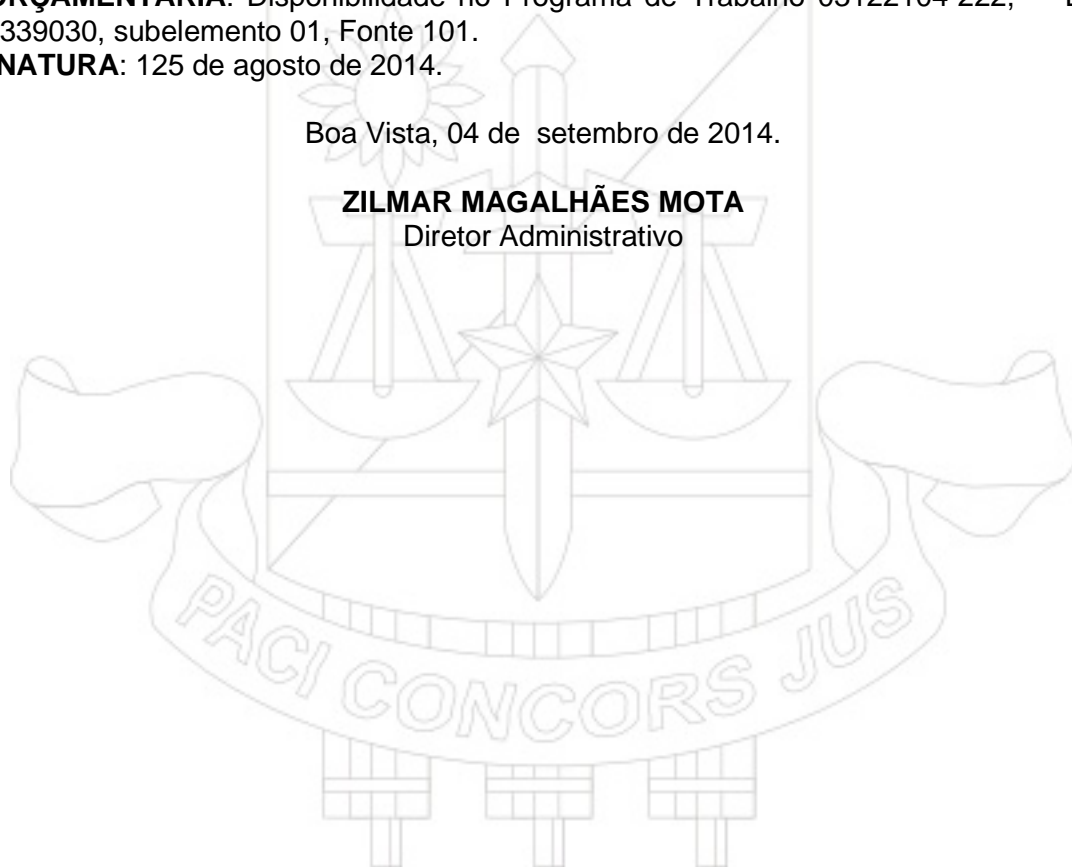 ORÇAMENTÁRIA: Disponibilidade no Programa de Trabalho 03122104-222,
339030, subelemento 01, Fonte 101.
NATURA: 125 de agosto de 2014.
Boa Vista, 04 de setembro de 2014.
ZILMAR MAGALHÃES MOTA
Diretor Administrativo
PACI CONCORS JUS